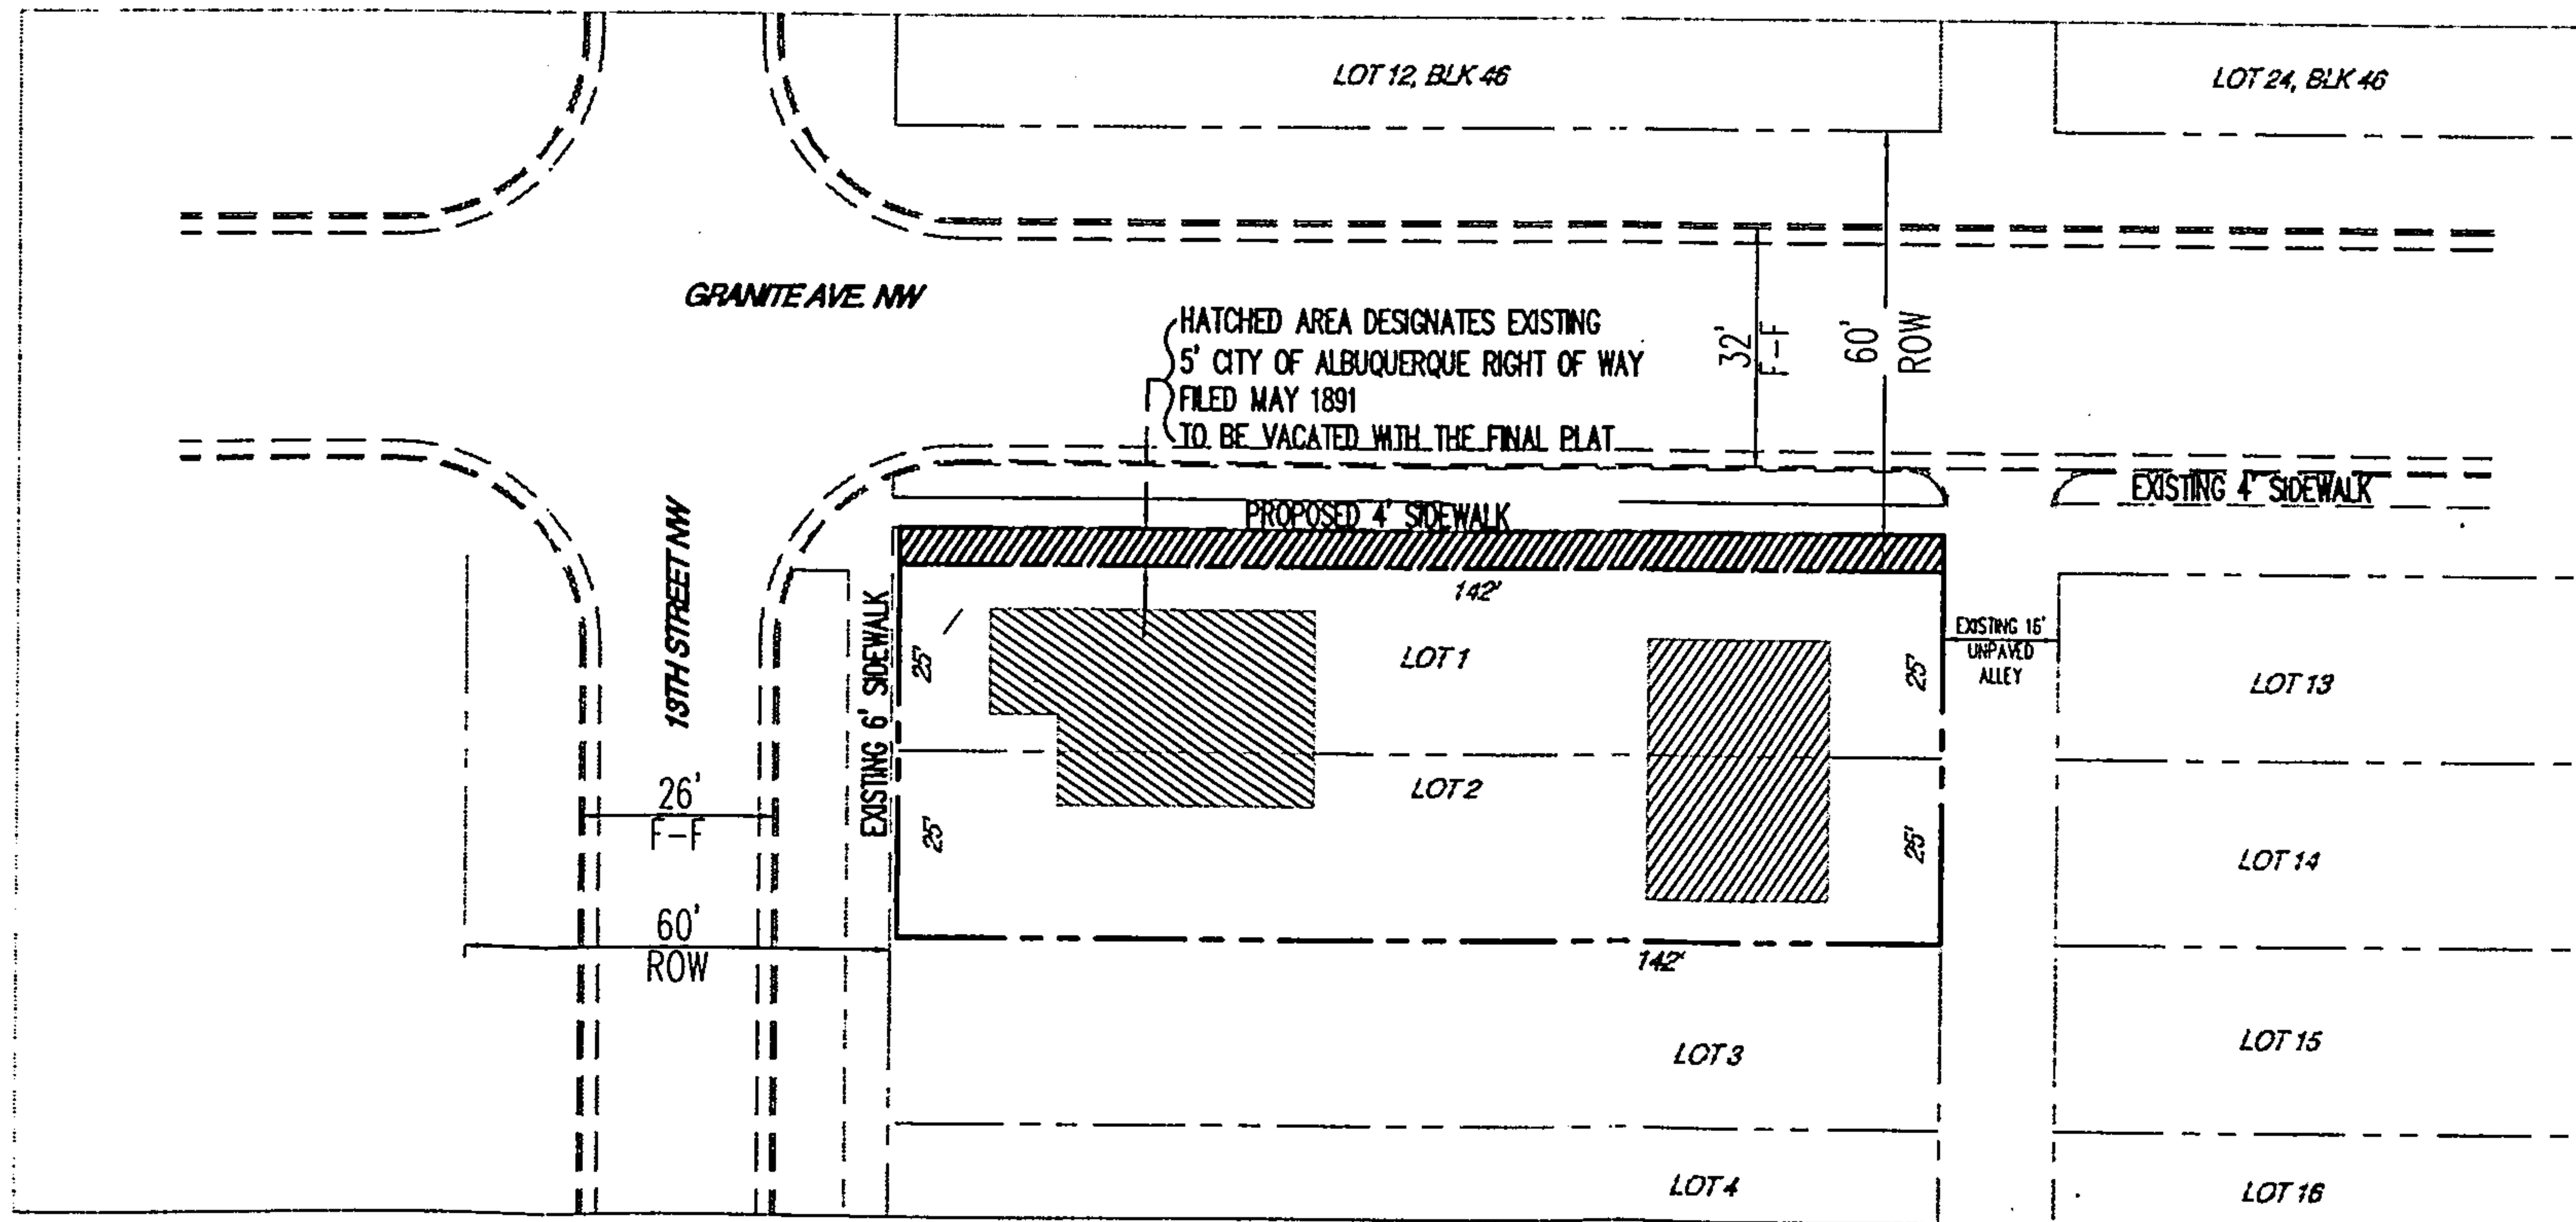 LOT 12, BLK 46
LOT 24, BLK 46
GRANITE AVE. NW
HATCHED AREA DESIGNATES EXISTING
5' CITY OF ALBUQUERQUE RIGHT OF WAY
FILED MAY 1891
TO BE VACATED WITH THE FINAL PLAT
32'
F-F
60'
ROW
EXISTING 4' SIDEWALK
PROPOSED 4' SIDEWALK
13TH STREET NW
EXISTING 6' SIDEWALK
142'
25'
LOT 1
25'
EXISTING 16'
UNPAVED
ALLEY
LOT 13
26'
F-F
25'
LOT 2
25'
LOT 14
60'
ROW
142'
LOT 3
LOT 15
LOT 4
LOT 16